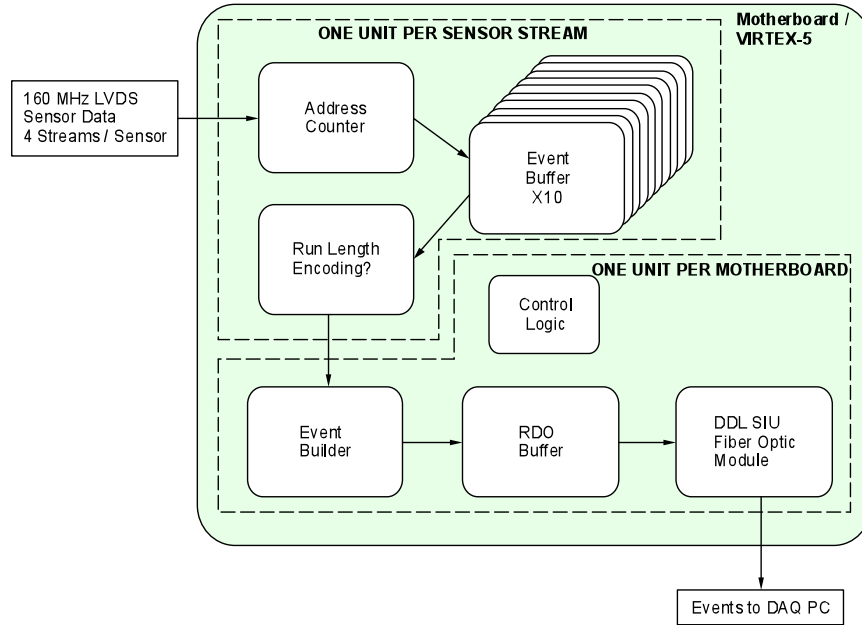 Motherboard /
VIRTEX-5
ONE UNIT PER SENSOR STREAM
160 MHz LVDS
Sensor Data
4 Streams / Sensor
Address
Counter
Event
Buffer
X10
Run Length
Encoding?
ONE UNIT PER MOTHERBOARD
Control
Logic
Event
Builder
RDO
Buffer
DDL SIU
Fiber Optic
Module
Events to DAQ PC